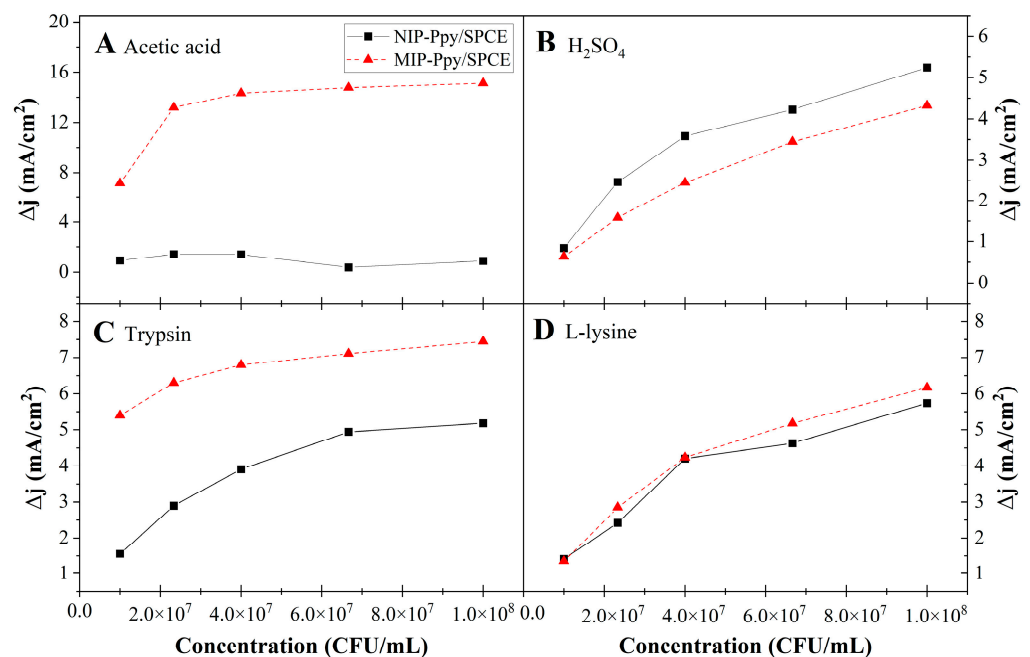 A Acetic acid
NIP-Ppy/SPCE
MIP-Ppy/SPCE
20
16
12
8
4
0
Δj (mA/cm²)
B H₂SO₄
6
5
4
3
2
1
0
Δj (mA/cm²)
C Trypsin
8
7
6
5
4
3
2
1
Δj (mA/cm²)
0.0 2.0×10⁷ 4.0×10⁷ 6.0×10⁷ 8.0×10⁷ 1.0×10⁸
Concentration (CFU/mL)
D L-lysine
8
7
6
5
4
3
2
1
Δj (mA/cm²)
0.0 2.0×10⁷ 4.0×10⁷ 6.0×10⁷ 8.0×10⁷ 1.0×10⁸
Concentration (CFU/mL)